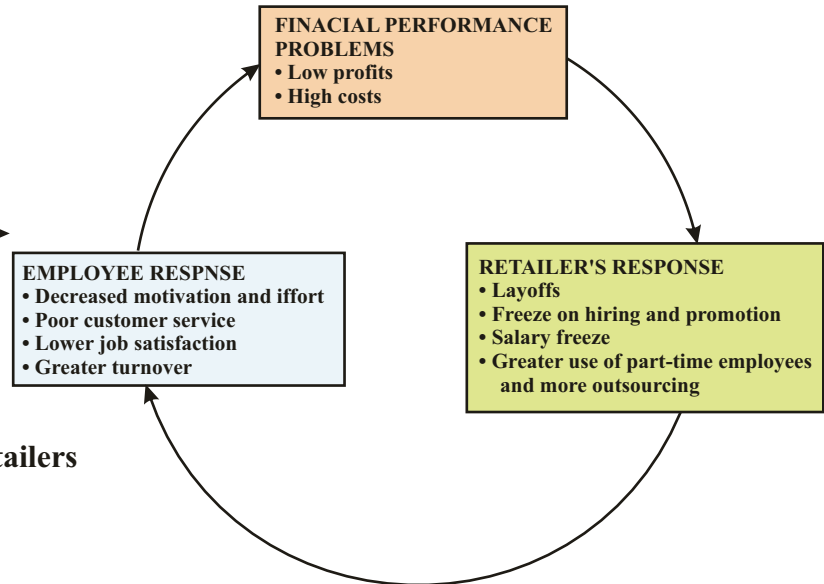 FINACIAL PERFORMANCE
PROBLEMS
• Low profits
• High costs
EMPLOYEE RESPNSE
• Decreased motivation and iffort
• Poor customer service
• Lower job satisfaction
• Greater turnover
RETAILER'S RESPONSE
• Layoffs
• Freeze on hiring and promotion
• Salary freeze
• Greater use of part-time employees
and more outsourcing
tailers